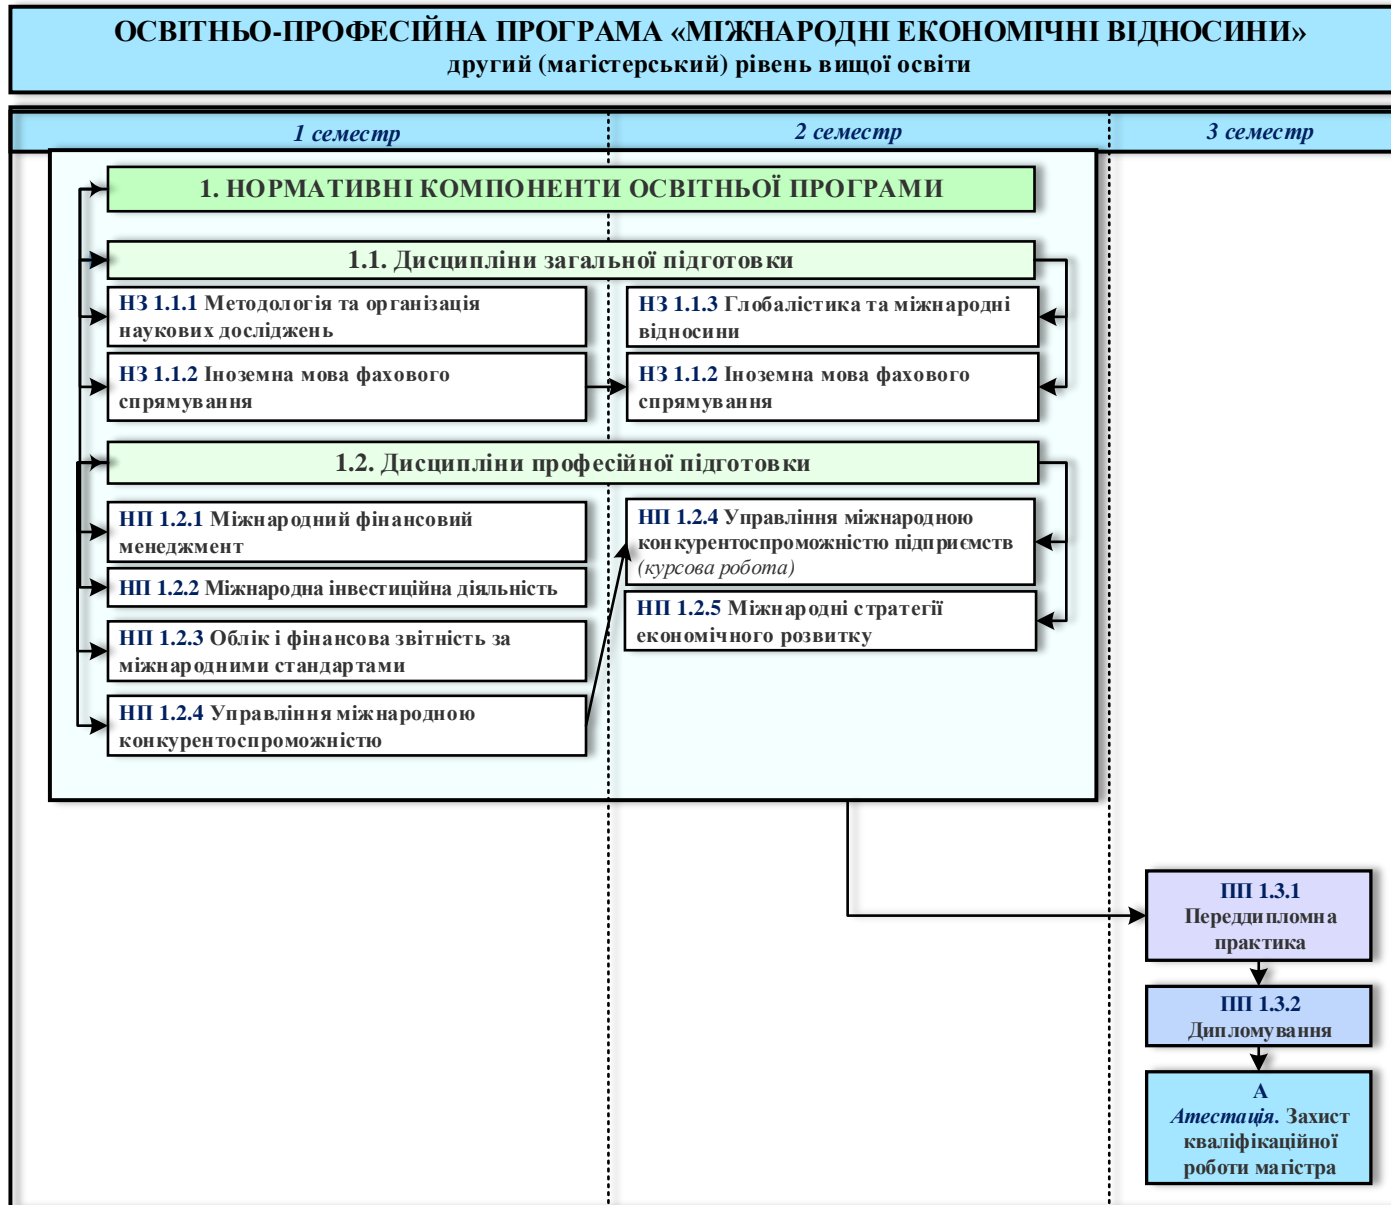 ОСВІТНЬО-ПРОФЕСІЙНА ПРОГРАМА «МІЖНАРОДНІ ЕКОНОМІЧНІ ВІДНОСИНИ»
другий (магістерський) рівень вищої освіти
1 семестр
2 семестр
3 семестр
1. НОРМАТИВНІ КОМПОНЕНТИ ОСВІТНЬОЇ ПРОГРАМИ
1.1. Дисципліни загальної підготовки
НЗ 1.1.1 Методологія та організація
наукових досліджень
НЗ 1.1.3 Глобалістика та міжнародні
відносини
НЗ 1.1.2 Іноземна мова фахового
спрямування
НЗ 1.1.2 Іноземна мова фахового
спрямування
1.2. Дисципліни професійної підготовки
НП 1.2.1 Міжнародний фінансовий
менеджмент
НП 1.2.2 Міжнародна інвестиційна діяльність
НП 1.2.3 Облік і фінансова звітність за
міжнародними стандартами
НП 1.2.4 Управління міжнародною
конкурентоспроможністю
НП 1.2.4 Управління міжнародною
конкурентоспроможністю підприємств
(курсова робота)
НП 1.2.5 Міжнародні стратегії
економічного розвитку
ПП 1.3.1
Переддипломна
практика
ПП 1.3.2
Дипломування
А
Атестація. Захист
кваліфікаційної
роботи магістра